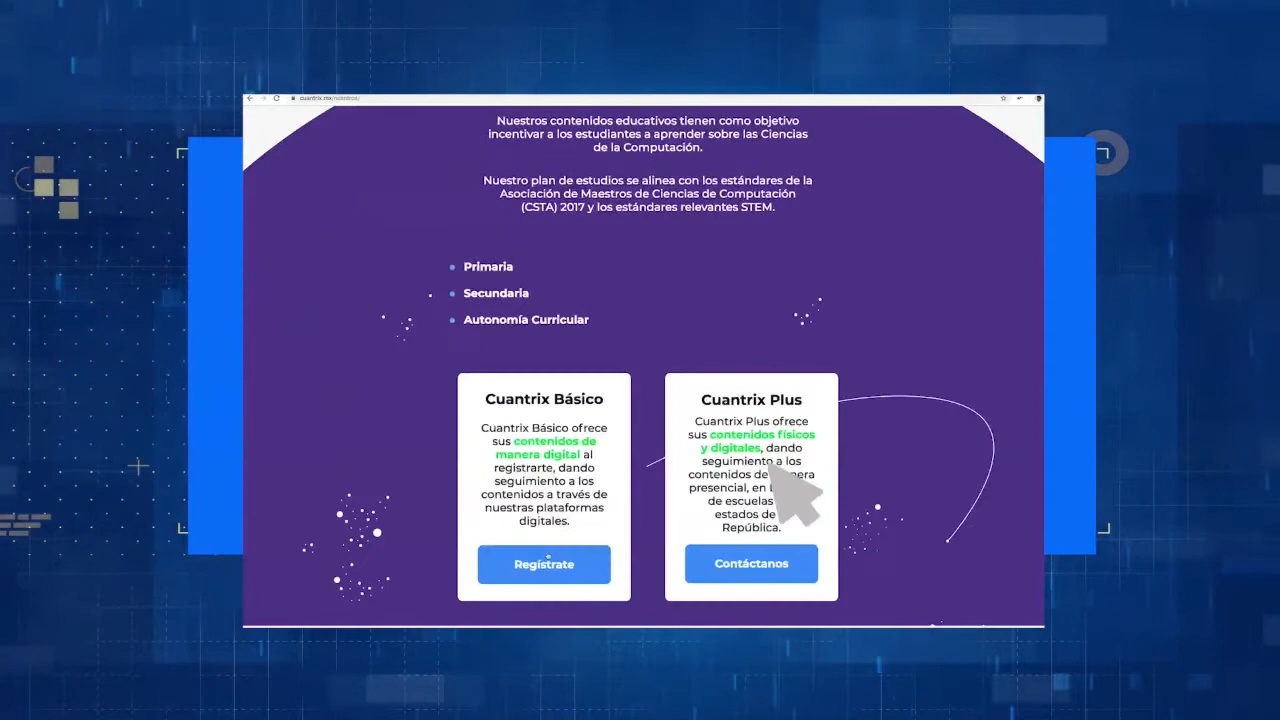 cuantrix.mx/nosotros/
Nuestros contenidos educativos tienen como objetivo
incentivar a los estudiantes a aprender sobre las Ciencias
de la Computación.
Nuestro plan de estudios se alinea con los estándares de la
Asociación de Maestros de Ciencias de Computación
(CSTA) 2017 y los estándares relevantes STEM.
Primaria
Secundaria
Autonomía Curricular
Cuantrix Básico
Cuantrix Básico ofrece
sus contenidos de
manera digital al
registrarte, dando
seguimiento a los
contenidos a través de
nuestras plataformas
digitales.
Regístrate
Cuantrix Plus
Cuantrix Plus ofrece
sus contenidos físicos
y digitales, dando
seguimiento a los
contenidos de
presencial, en
de escuelas
estados de
República.
Contáctanos